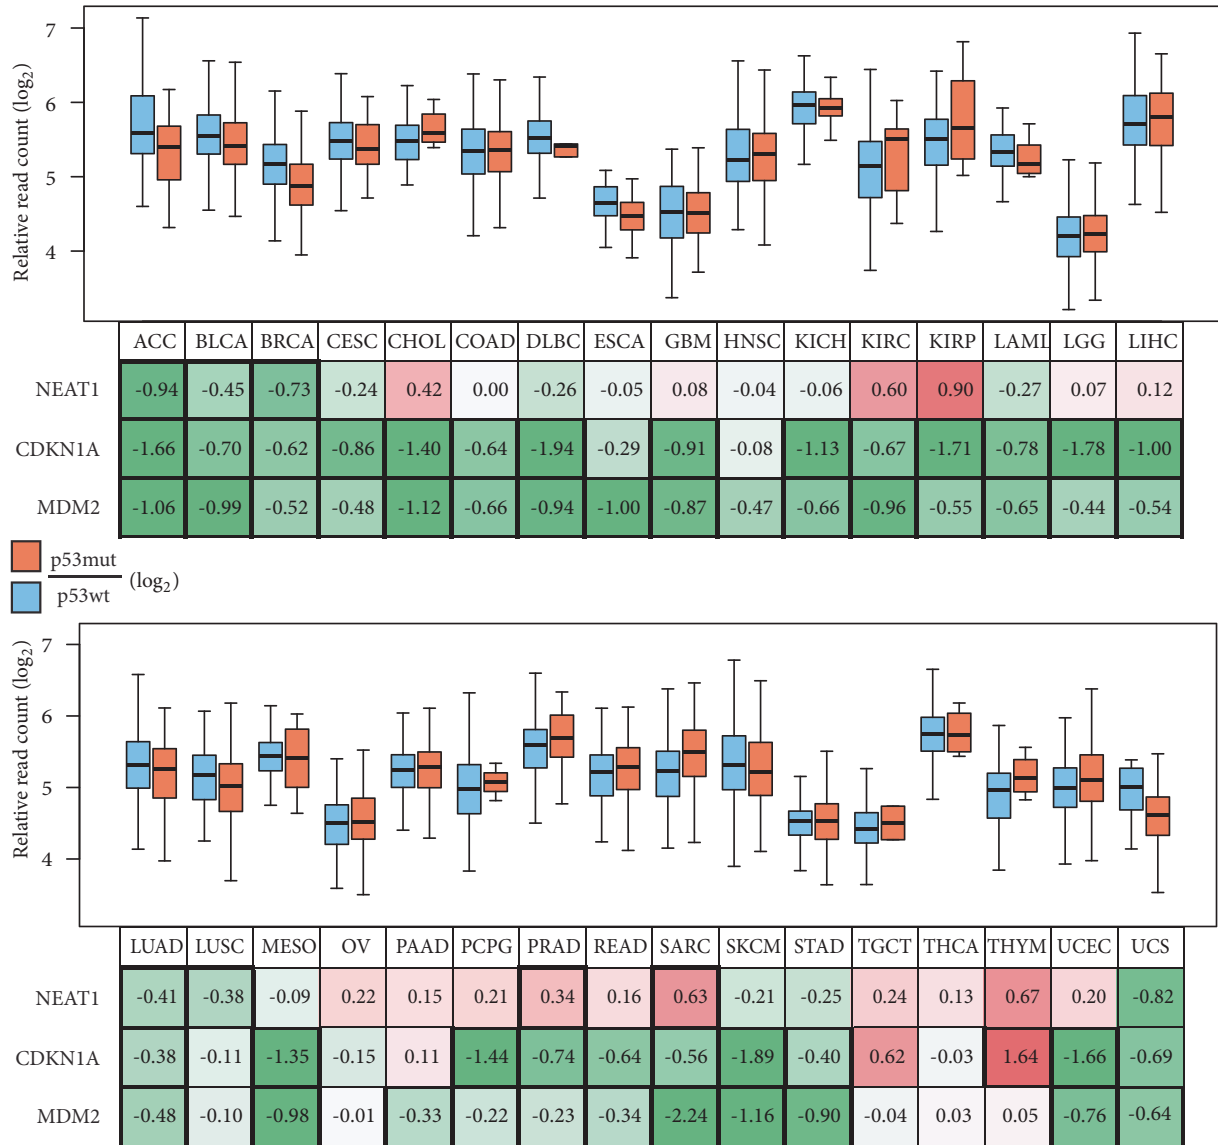 Relative read count (log2)
7
6
5
4
ACC BLCA BRCA CESC CHOL COAD DLBC ESCA GBM HNSC KICH KIRC KIRP LAML LGG LIHC
NEAT1 -0.94 -0.45 -0.73 -0.24 0.42 0.00 -0.26 -0.05 0.08 -0.04 -0.06 0.60 0.90 -0.27 0.07 0.12
CDKN1A -1.66 -0.70 -0.62 -0.86 -1.40 -0.64 -1.94 -0.29 -0.91 -0.08 -1.13 -0.67 -1.71 -0.78 -1.78 -1.00
MDM2 -1.06 -0.99 -0.52 -0.48 -1.12 -0.66 -0.94 -1.00 -0.87 -0.47 -0.66 -0.96 -0.55 -0.65 -0.44 -0.54
p53mut
p53wt
(log2)
Relative read count (log2)
7
6
5
4
LUAD LUSC MESO OV PAAD PCPG PRAD READ SARC SKCM STAD TGCT THCA THYM UCEC UCS
NEAT1 -0.41 -0.38 -0.09 0.22 0.15 0.21 0.34 0.16 0.63 -0.21 -0.25 0.24 0.13 0.67 0.20 -0.82
CDKN1A -0.38 -0.11 -1.35 -0.15 0.11 -1.44 -0.74 -0.64 -0.56 -1.89 -0.40 0.62 -0.03 1.64 -1.66 -0.69
MDM2 -0.48 -0.10 -0.98 -0.01 -0.33 -0.22 -0.23 -0.34 -2.24 -1.16 -0.90 -0.04 0.03 0.05 -0.76 -0.64